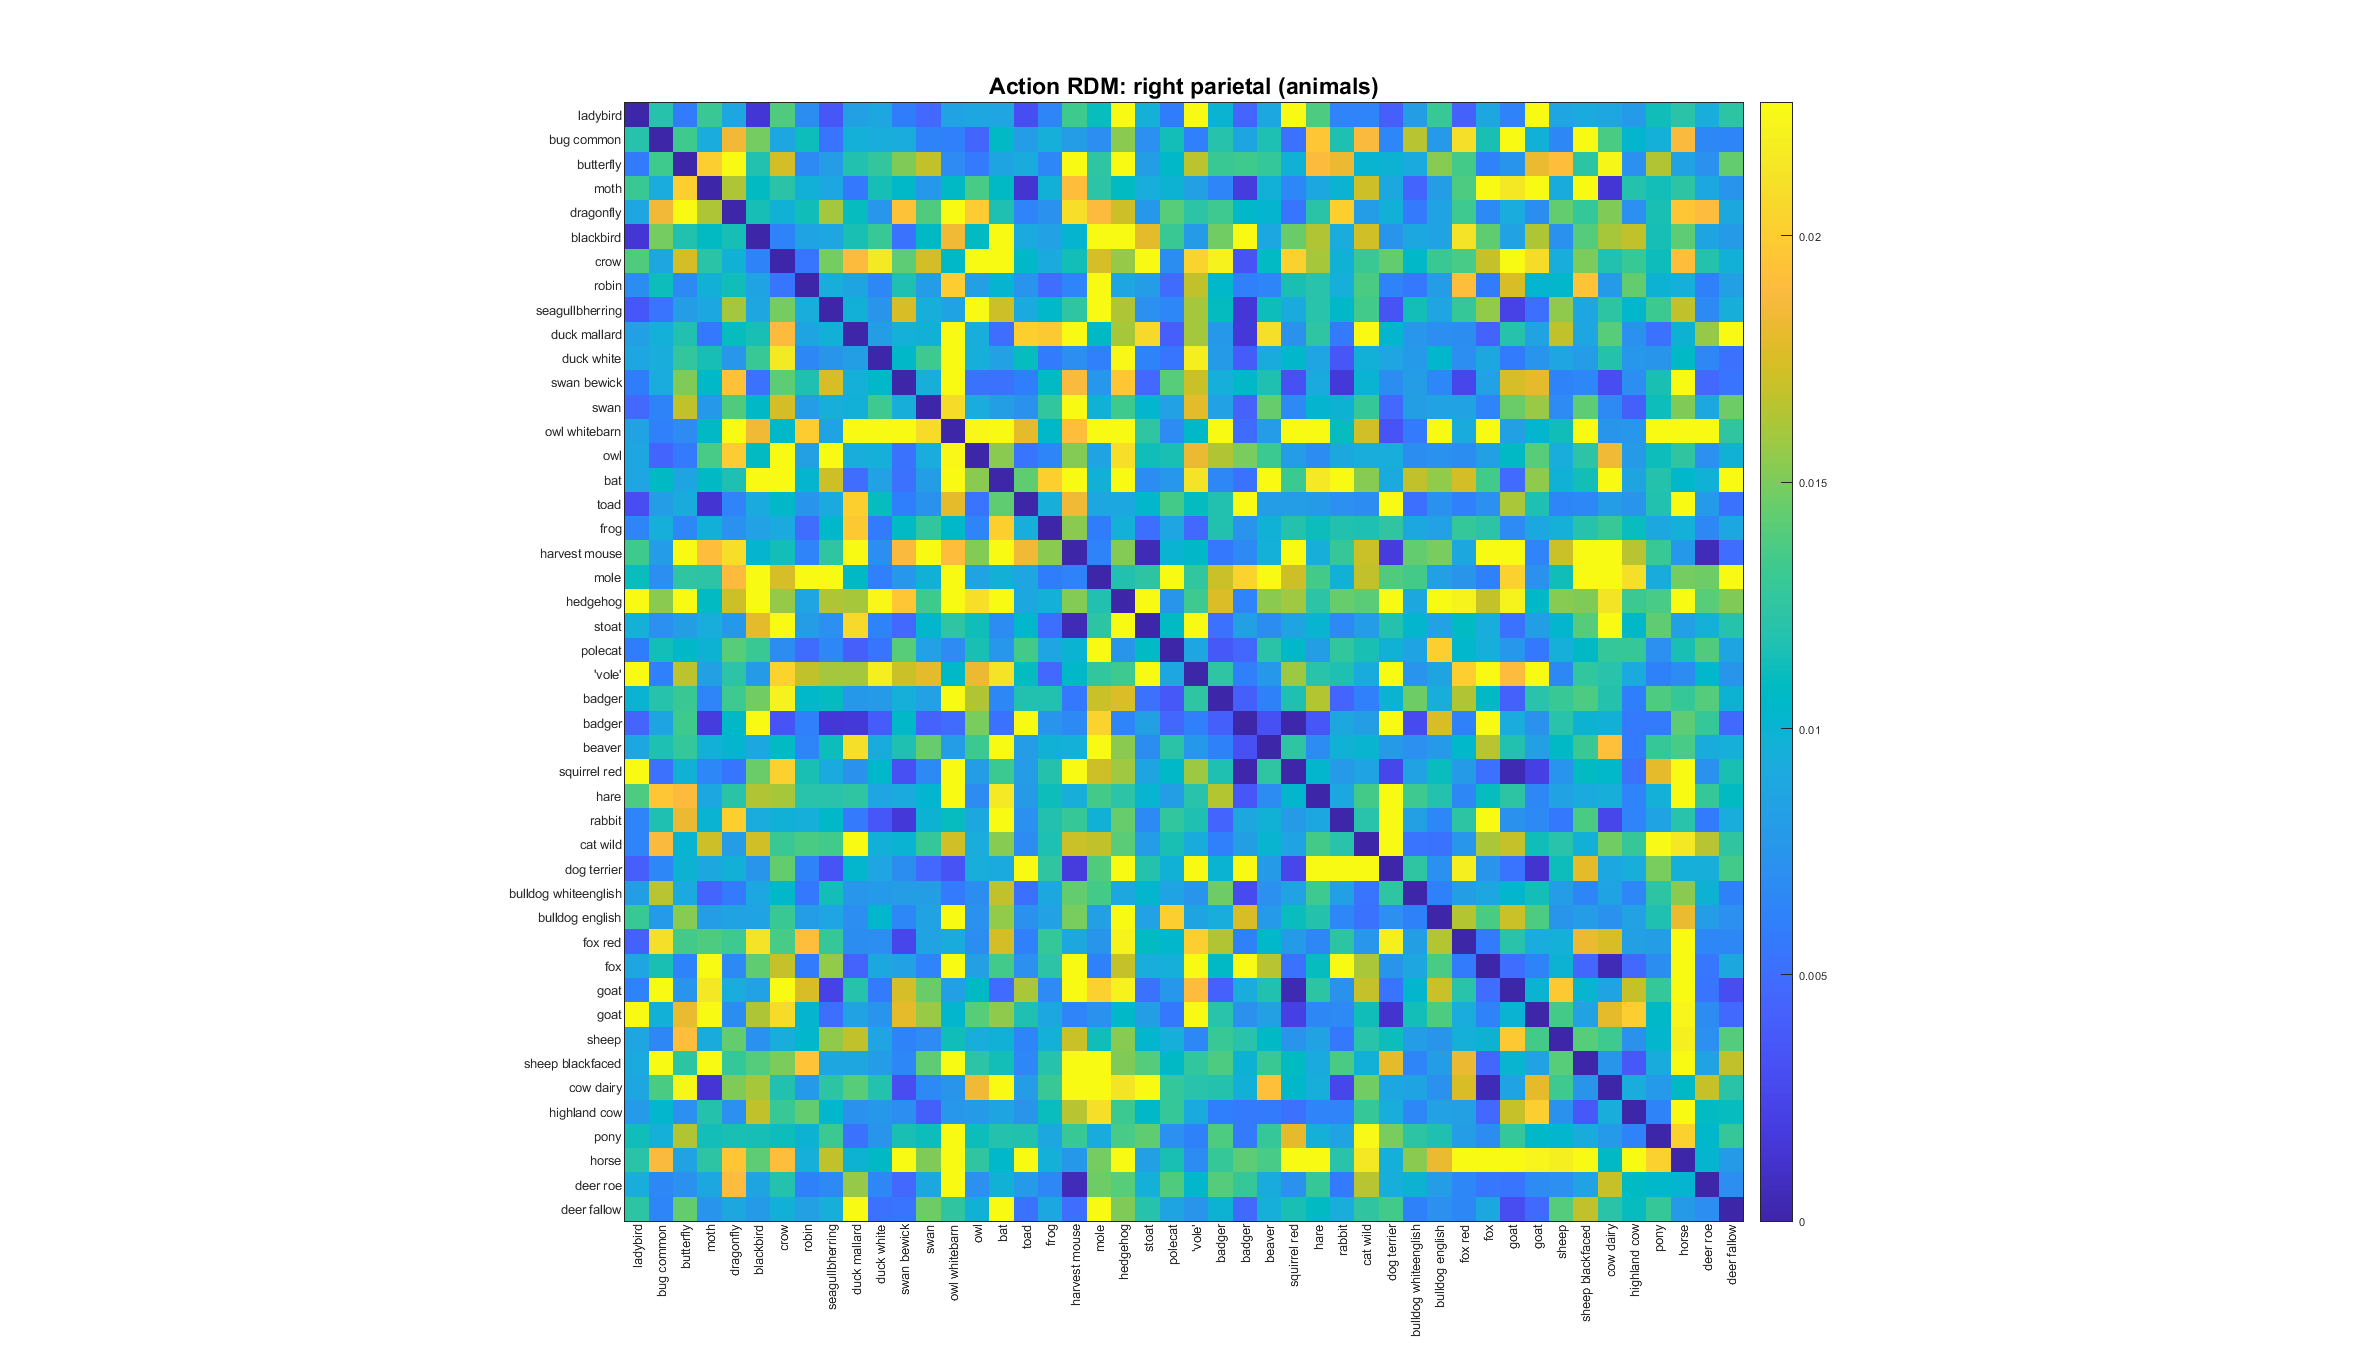 Action RDM: right parietal (animals)
ladybird
bug common
butterfly
moth
dragonfly
blackbird
crow
robin
seagullbherring
duck mallard
duck white
swan bewick
swan
owl whitebarn
owl
bat
toad
frog
harvest mouse
mole
hedgehog
stoat
polecat
'vole'
badger
badger
beaver
squirrel red
hare
rabbit
cat wild
dog terrier
bulldog whiteenglish
bulldog english
fox red
fox
goat
goat
sheep
sheep blackfaced
cow dairy
highland cow
pony
horse
deer roe
deer fallow
0.02
0.015
0.01
0.005
0
ladybird
bug common
butterfly
moth
dragonfly
blackbird
crow
robin
seagullbherring
duck mallard
duck white
swan bewick
swan
owl whitebarn
owl
bat
toad
frog
harvest mouse
mole
hedgehog
stoat
polecat
'vole'
badger
badger
beaver
squirrel red
hare
rabbit
cat wild
dog terrier
bulldog whiteenglish
bulldog english
fox red
fox
goat
goat
sheep
sheep blackfaced
cow dairy
highland cow
pony
horse
deer roe
deer fallow